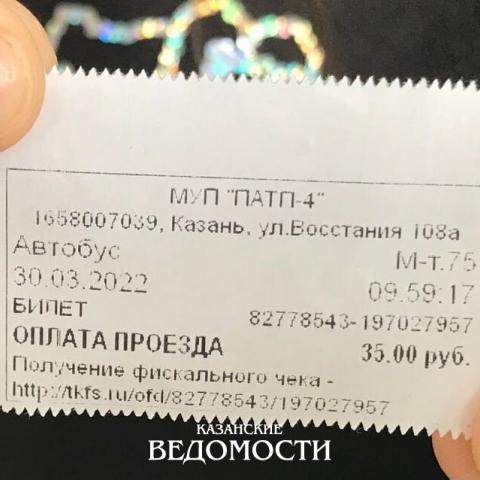 МУП "ПАТП-4"
1658007039, Казань, ул.Восстания 108а
Автобус М-т.75
30.03.2022 09:59:17
БИЛЕТ 82778543-197027957
ОПЛАТА ПРОЕЗДА 35.00 руб.
Получение фискального чека -
http://tkfs.ru/ofd/82778543/197027957
КАЗАНСКИЕ
ВЕДОМОСТИ